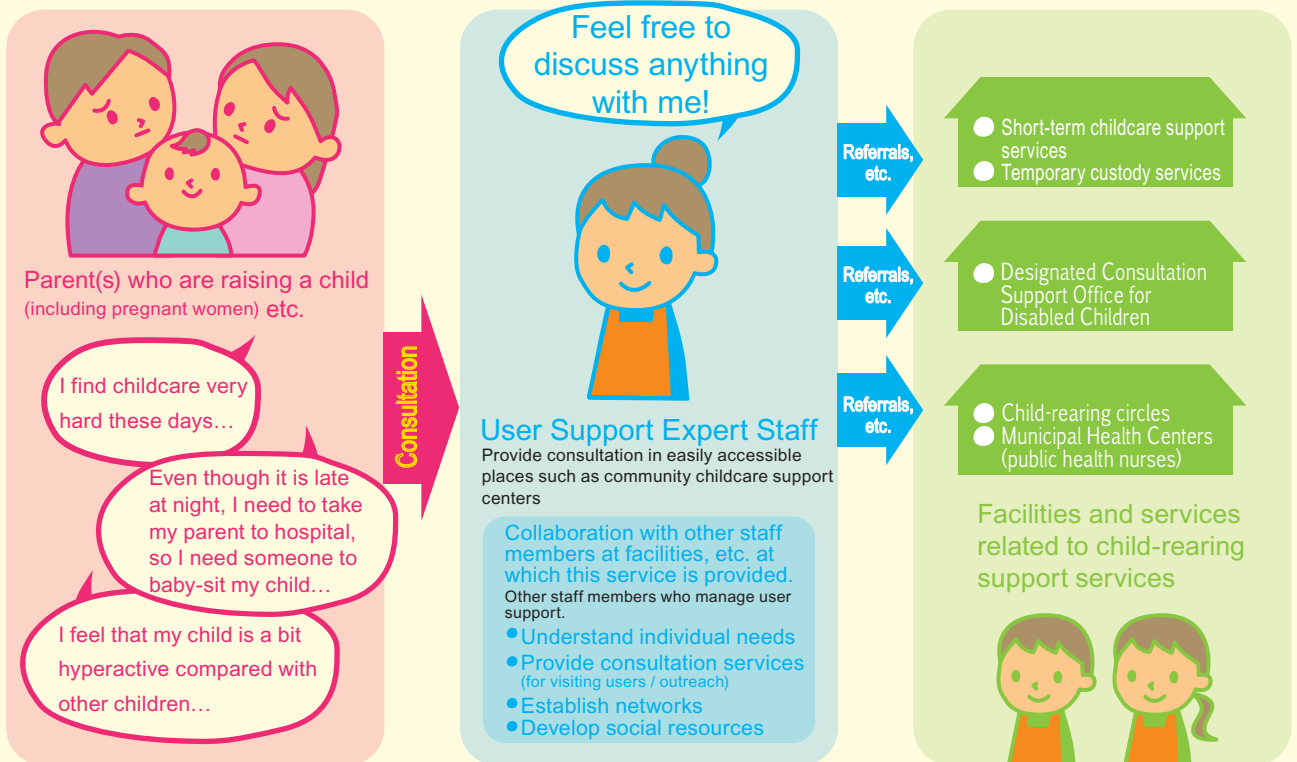 Parent(s) who are raising a child
(including pregnant women) etc.
I find childcare very
hard these days…
Even though it is late
at night, I need to take
my parent to hospital,
so I need someone to
baby-sit my child…
I feel that my child is a bit
hyperactive compared with
other children…
Consultation
Feel free to
discuss anything
with me!
User Support Expert Staff
Provide consultation in easily accessible
places such as community childcare support
centers
Collaboration with other staff
members at facilities, etc. at
which this service is provided.
Other staff members who manage user
support.
●Understand individual needs
●Provide consultation services
(for visiting users / outreach)
●Establish networks
●Develop social resources
Referrals,
etc.
Referrals,
etc.
Referrals,
etc.
● Short-term childcare support
services
● Temporary custody services
● Designated Consultation
Support Office for
Disabled Children
● Child-rearing circles
● Municipal Health Centers
(public health nurses)
Facilities and services
related to child-rearing
support services